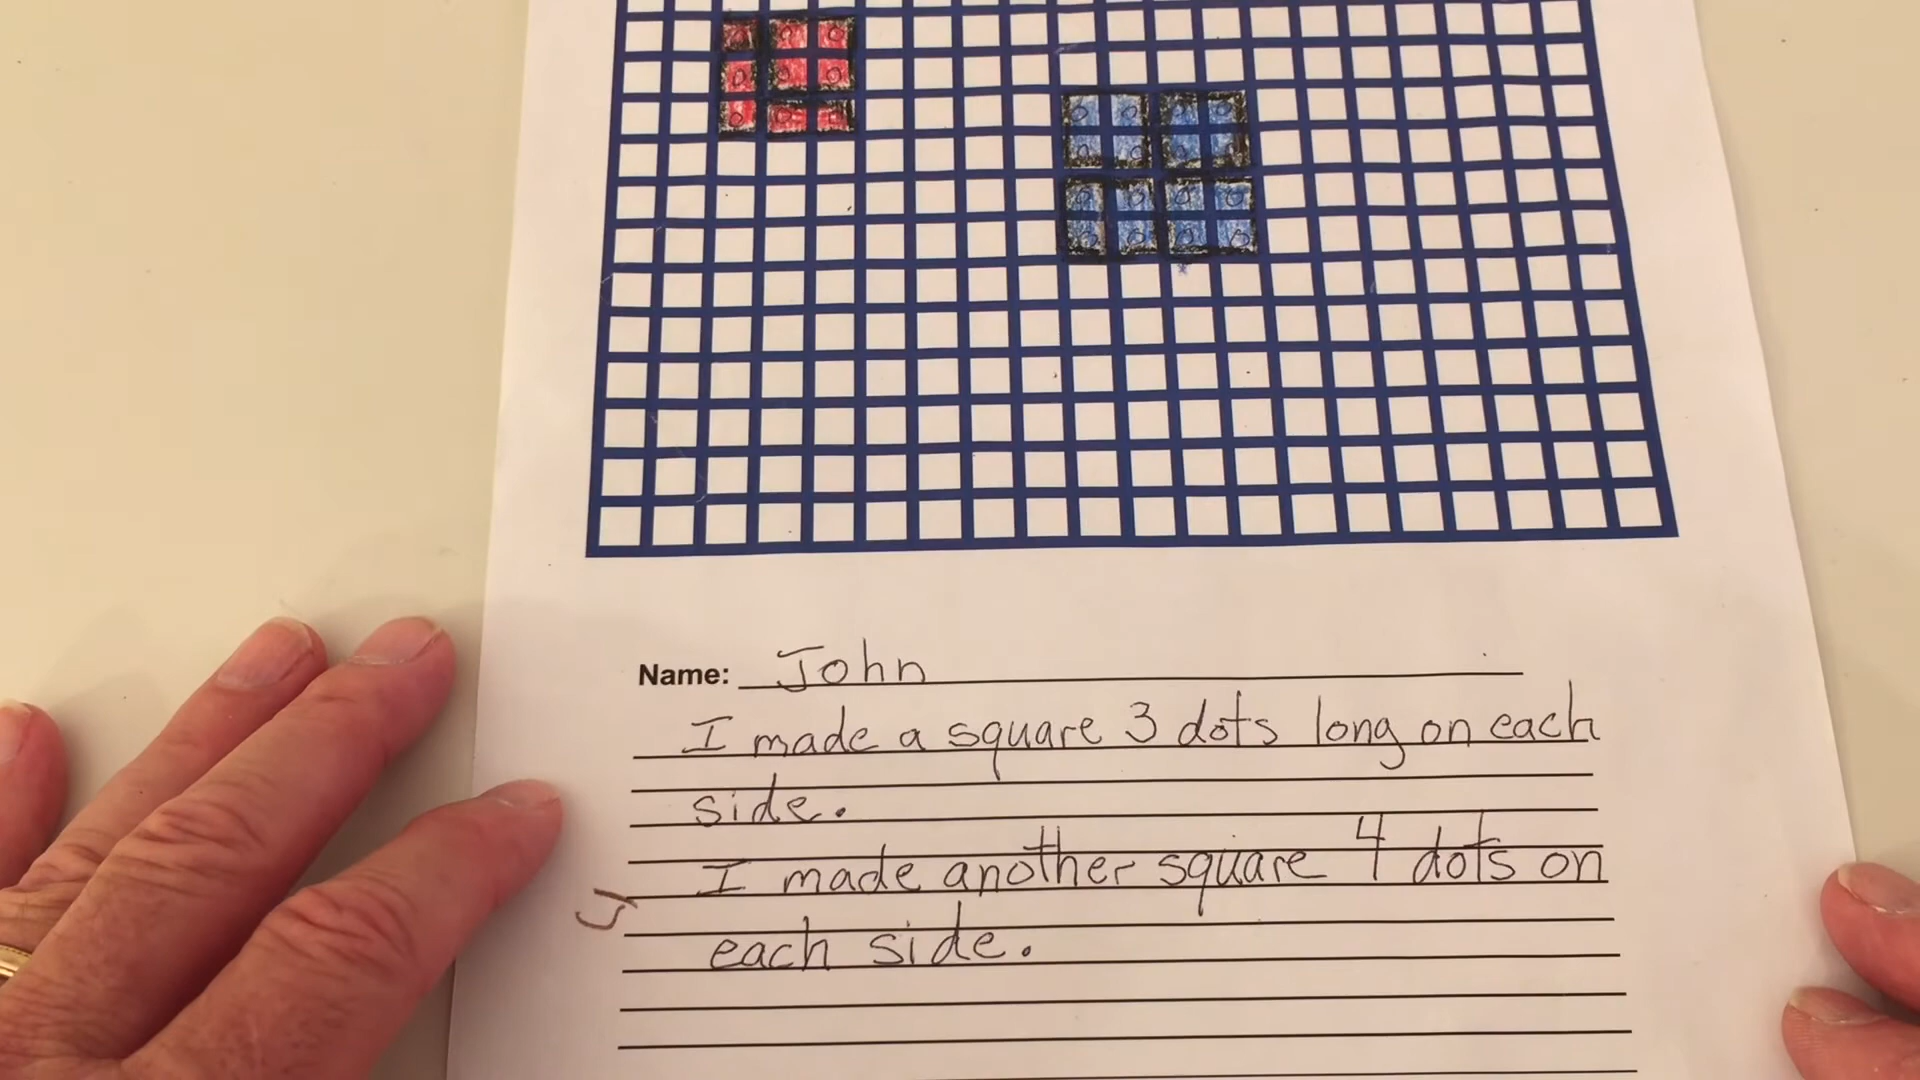 Name: John
I made a square 3 dots long on each
side.
I made another square 4 dots on
each side.